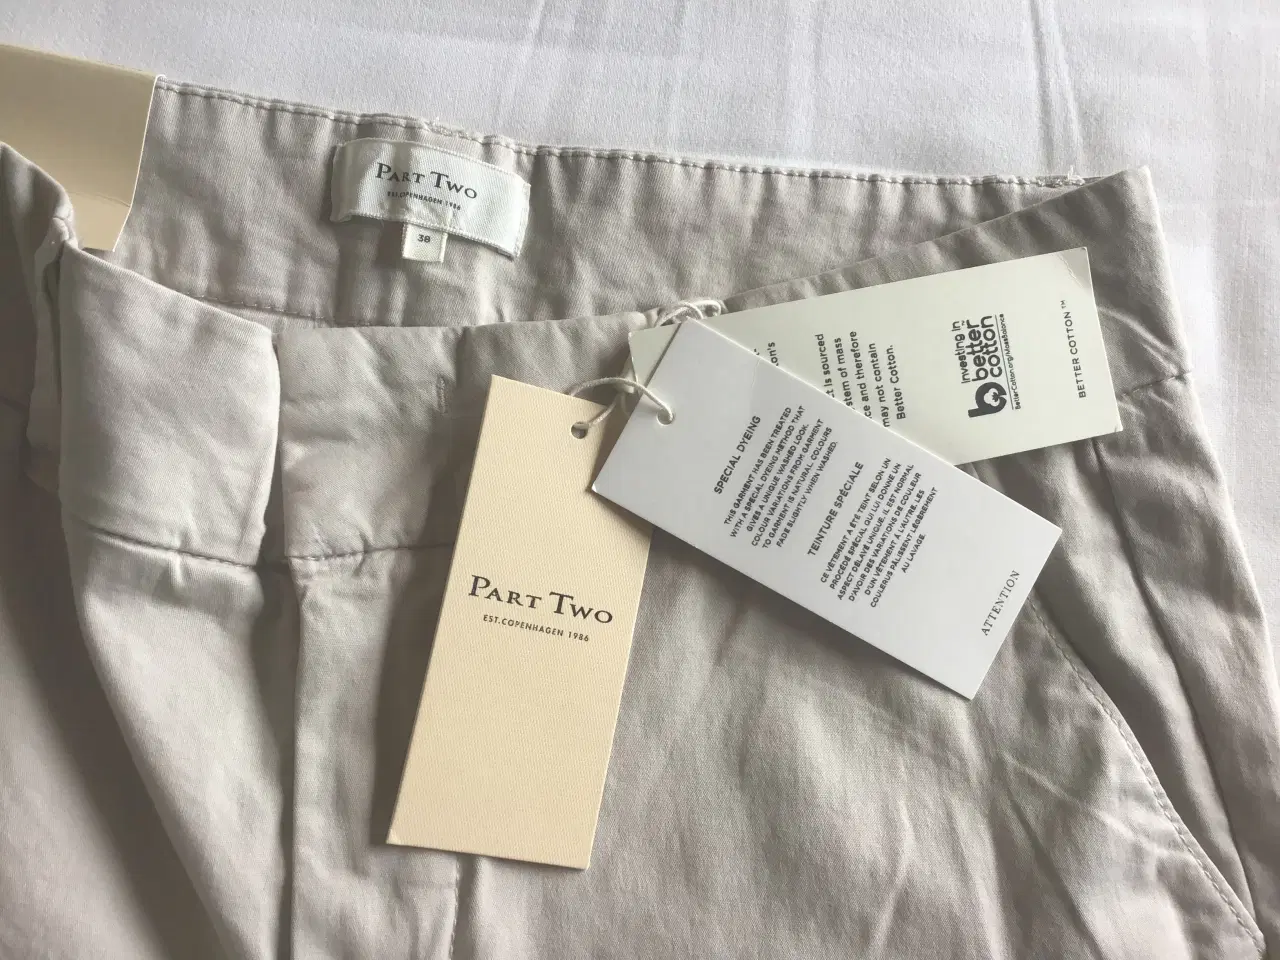 PART TWO
EST.COPENHAGEN 1986
38
PART TWO
EST.COPENHAGEN 1986
SPECIAL DYEING
THIS GARMENT HAS BEEN TREATED
WITH A SPECIAL DYEING METHOD THAT
GIVES A UNIQUE WASHED LOOK.
COLOUR VARIATIONS FROM GARMENT
TO GARMENT IS NATURAL. COLOURS
FADE SLIGHTLY WHEN WASHED.
TEINTURE SPÉCIALE
CE VÊTEMENT A ÉTÉ TEINT SELON UN
PROCÉDÉ SPÉCIAL QUI LUI DONNE UN
ASPECT DÉLAVÉ UNIQUE. IL EST NORMAL
D'AVOIR DES VARIATIONS DE COULEUR
D'UN VÊTEMENT À L'AUTRE. LES
COULERUS PÂLISSENT LÉGÈREMENT
AU LAVAGE.
ATTENTION
is sourced
of mass
and therefore
may not contain
Better Cotton.
investing in
better
cotton
BetterCotton.org/MassBalance
BETTER COTTON™